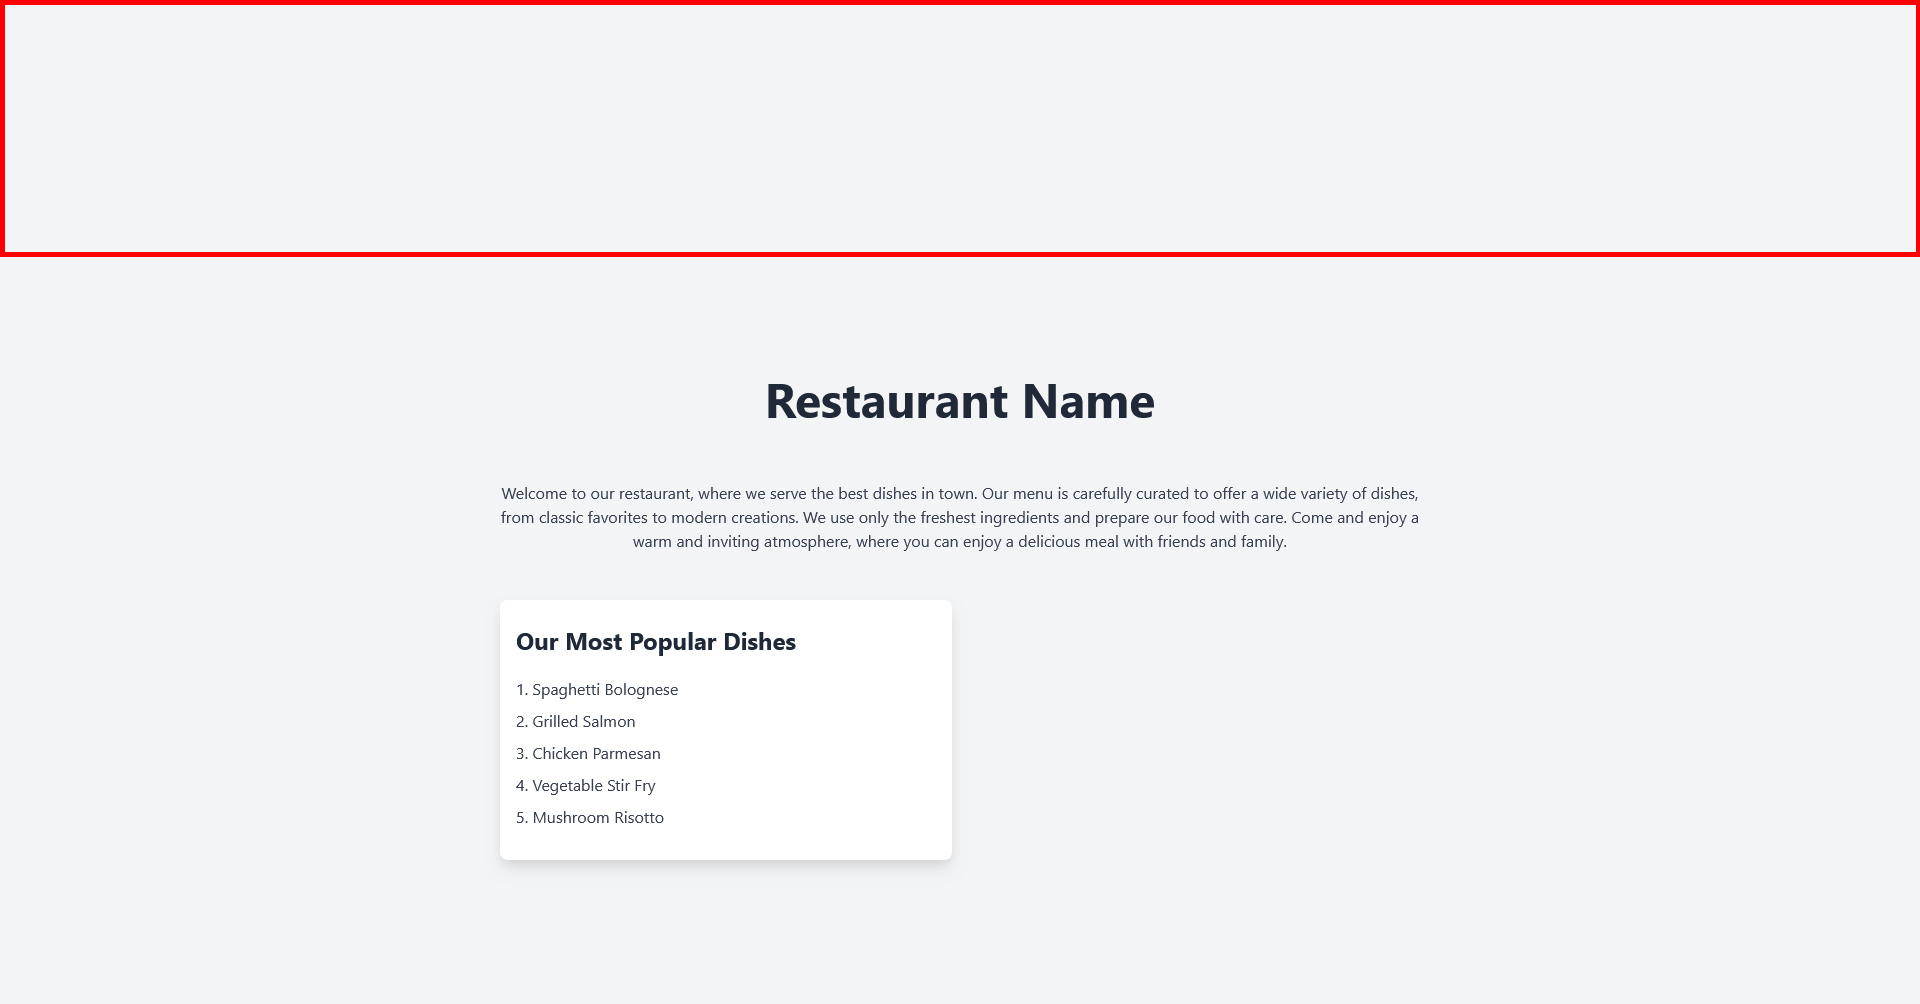 Restaurant Name
Welcome to our restaurant, where we serve the best dishes in town. Our menu is carefully curated to offer a wide variety of dishes,
from classic favorites to modern creations. We use only the freshest ingredients and prepare our food with care. Come and enjoy a
warm and inviting atmosphere, where you can enjoy a delicious meal with friends and family.
Our Most Popular Dishes
1. Spaghetti Bolognese
2. Grilled Salmon
3. Chicken Parmesan
4. Vegetable Stir Fry
5. Mushroom Risotto